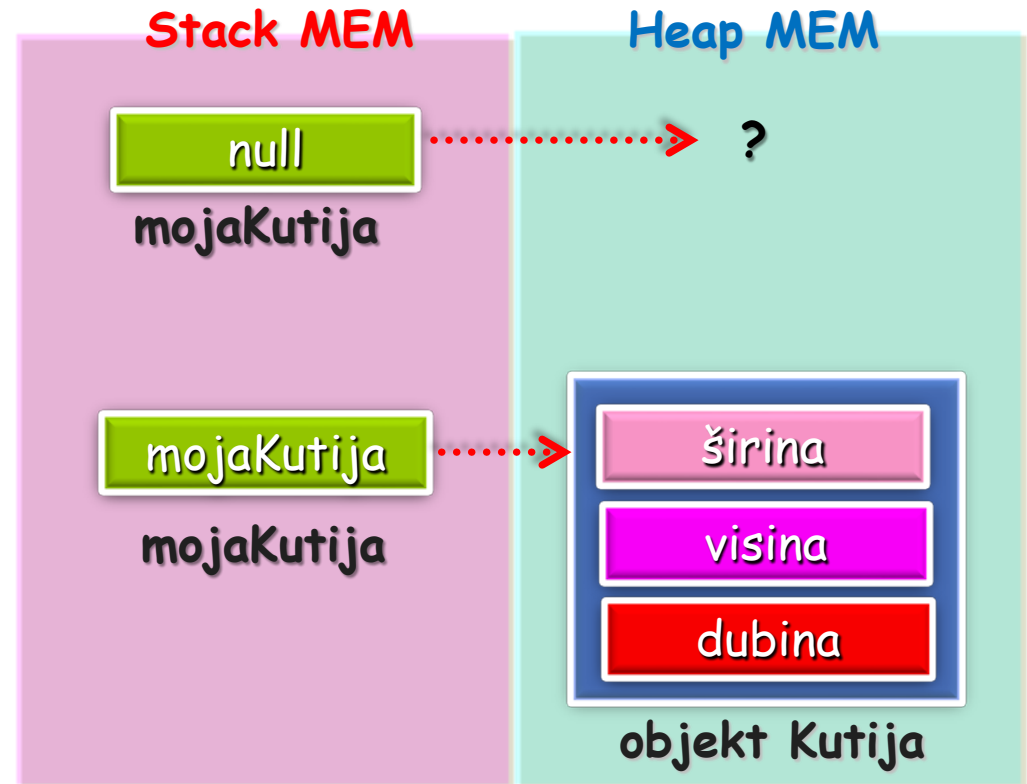 Stack MEM
Heap MEM
null
?
mojaKutija
mojaKutija
mojaKutija
širina
visina
dubina
objekt Kutija